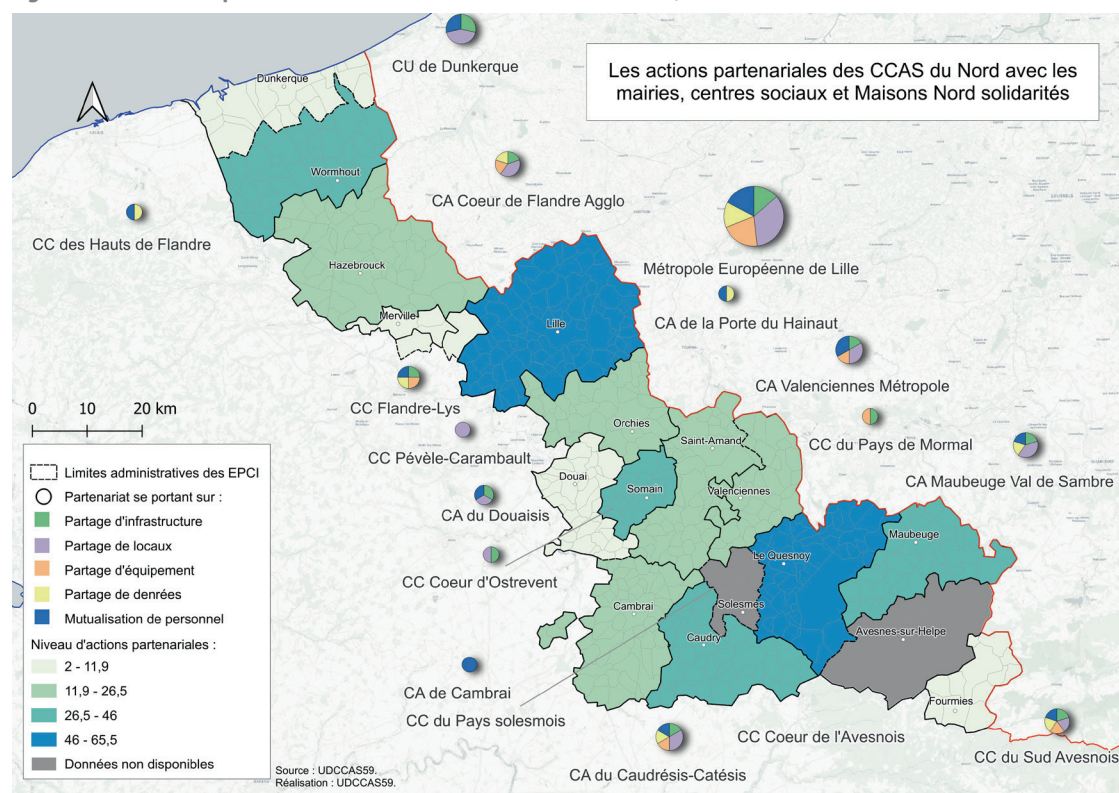 Les actions partenariales des CCAS du Nord avec les
mairies, centres sociaux et Maisons Nord solidarités
CU de Dunkerque
Dunkerque
Wormhout
CA Coeur de Flandre Agglo
CC des Hauts de Flandre
Hazebrouck
Métropole Européenne de Lille
Merville
Lille
CA de la Porte du Hainaut
CC Flandre-Lys
CA Valenciennes Métropole
0 10 20 km
Orchies
CC du Pays de Mormal
Saint-Amand
CC Pévèle-Carambault
CA Maubeuge Val de Sambre
Douai
Somain
Valenciennes
CA du Douaisis
Maubeuge
CC Coeur d'Ostrevent
Le Quesnoy
Cambrai
Solesmes
Avesnes-sur-Helpe
Caudry
CA de Cambrai
Fourmies
CC du Pays solesmois
CC Coeur de l'Avesnois
CC du Sud Avesnois
CA du Caudrésis-Catésis
Limites administratives des EPCI
Partenariat se portant sur :
Partage d'infrastructure
Partage de locaux
Partage d'équipement
Partage de denrées
Mutualisation de personnel
Niveau d'actions partenariales :
2 - 11,9
11,9 - 26,5
26,5 - 46
46 - 65,5
Données non disponibles
Source : UDCCAS59.
Réalisation : UDCCAS59.